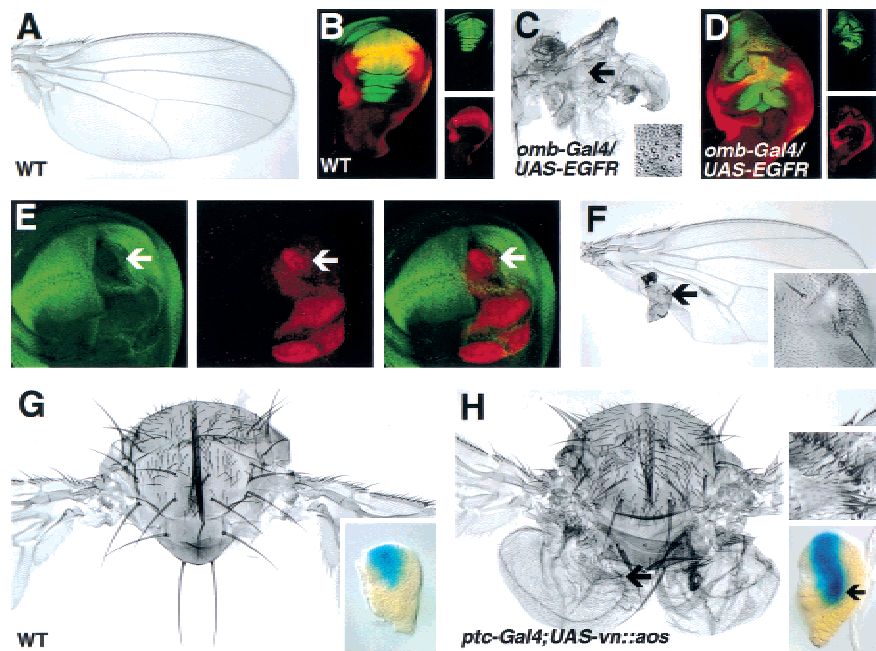 A
WT
B
WT
C
omb-Gal4/
UAS-EGFR
D
omb-Gal4/
UAS-EGFR
E
F
G
WT
H
ptc-Gal4;UAS-vn::aos